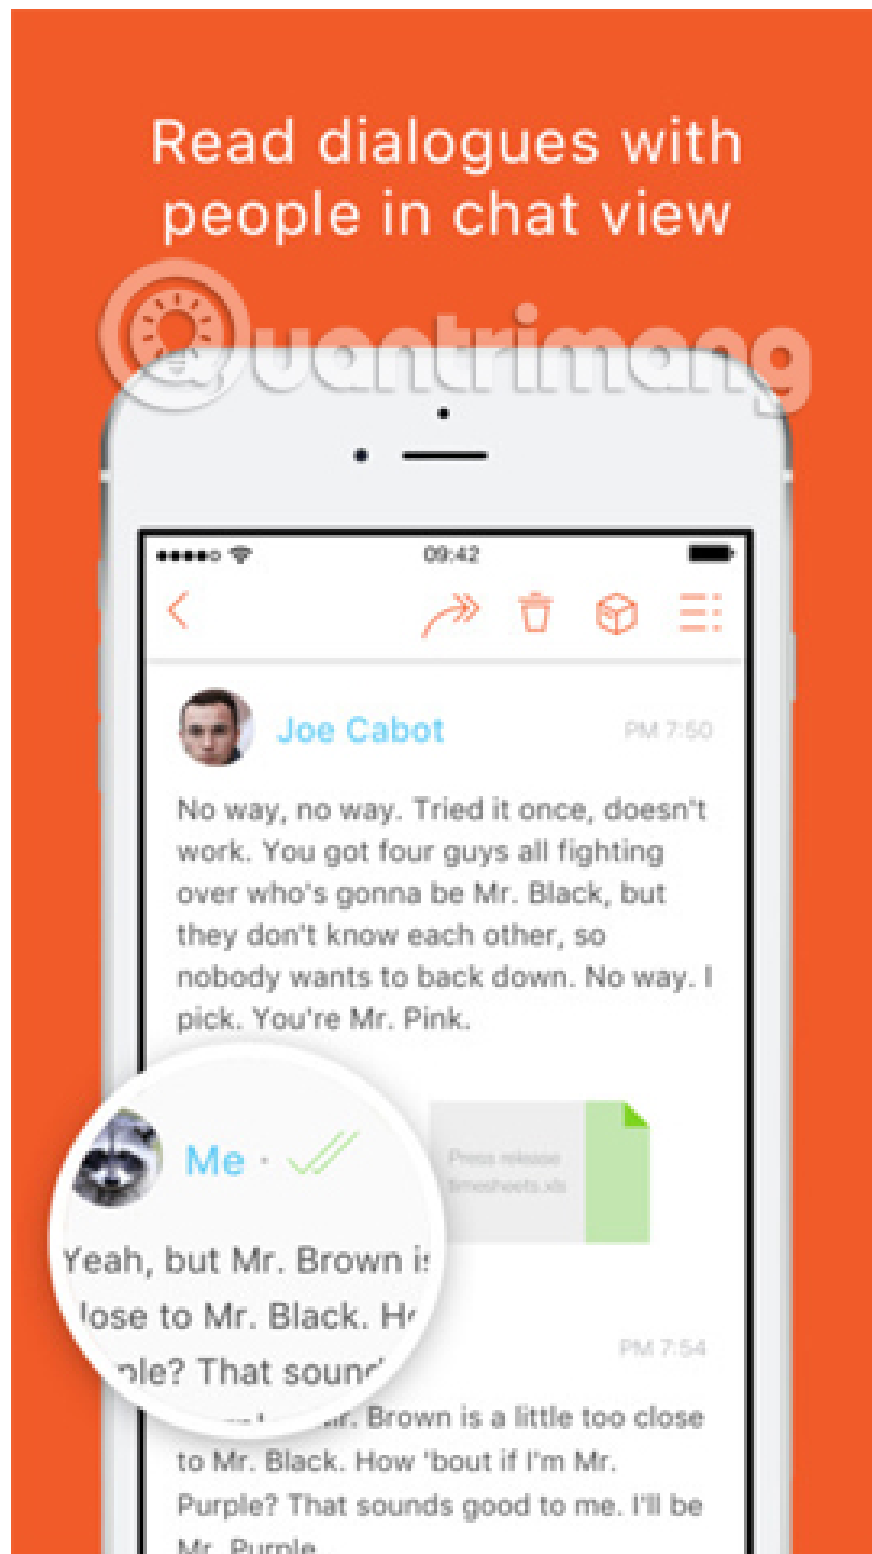 Read dialogues with
people in chat view
Quantrimang
09:42
Joe Cabot
PM 7:50
No way, no way. Tried it once, doesn't
work. You got four guys all fighting
over who's gonna be Mr. Black, but
they don't know each other, so
nobody wants to back down. No way. I
pick. You're Mr. Pink.
Me
Press release
timesheets.xls
Yeah, but Mr. Brown is
lose to Mr. Black. Ho
ple? That sound
PM 7:54
Mr. Brown is a little too close
to Mr. Black. How 'bout if I'm Mr.
Purple? That sounds good to me. I'll be
Mr. Purple.